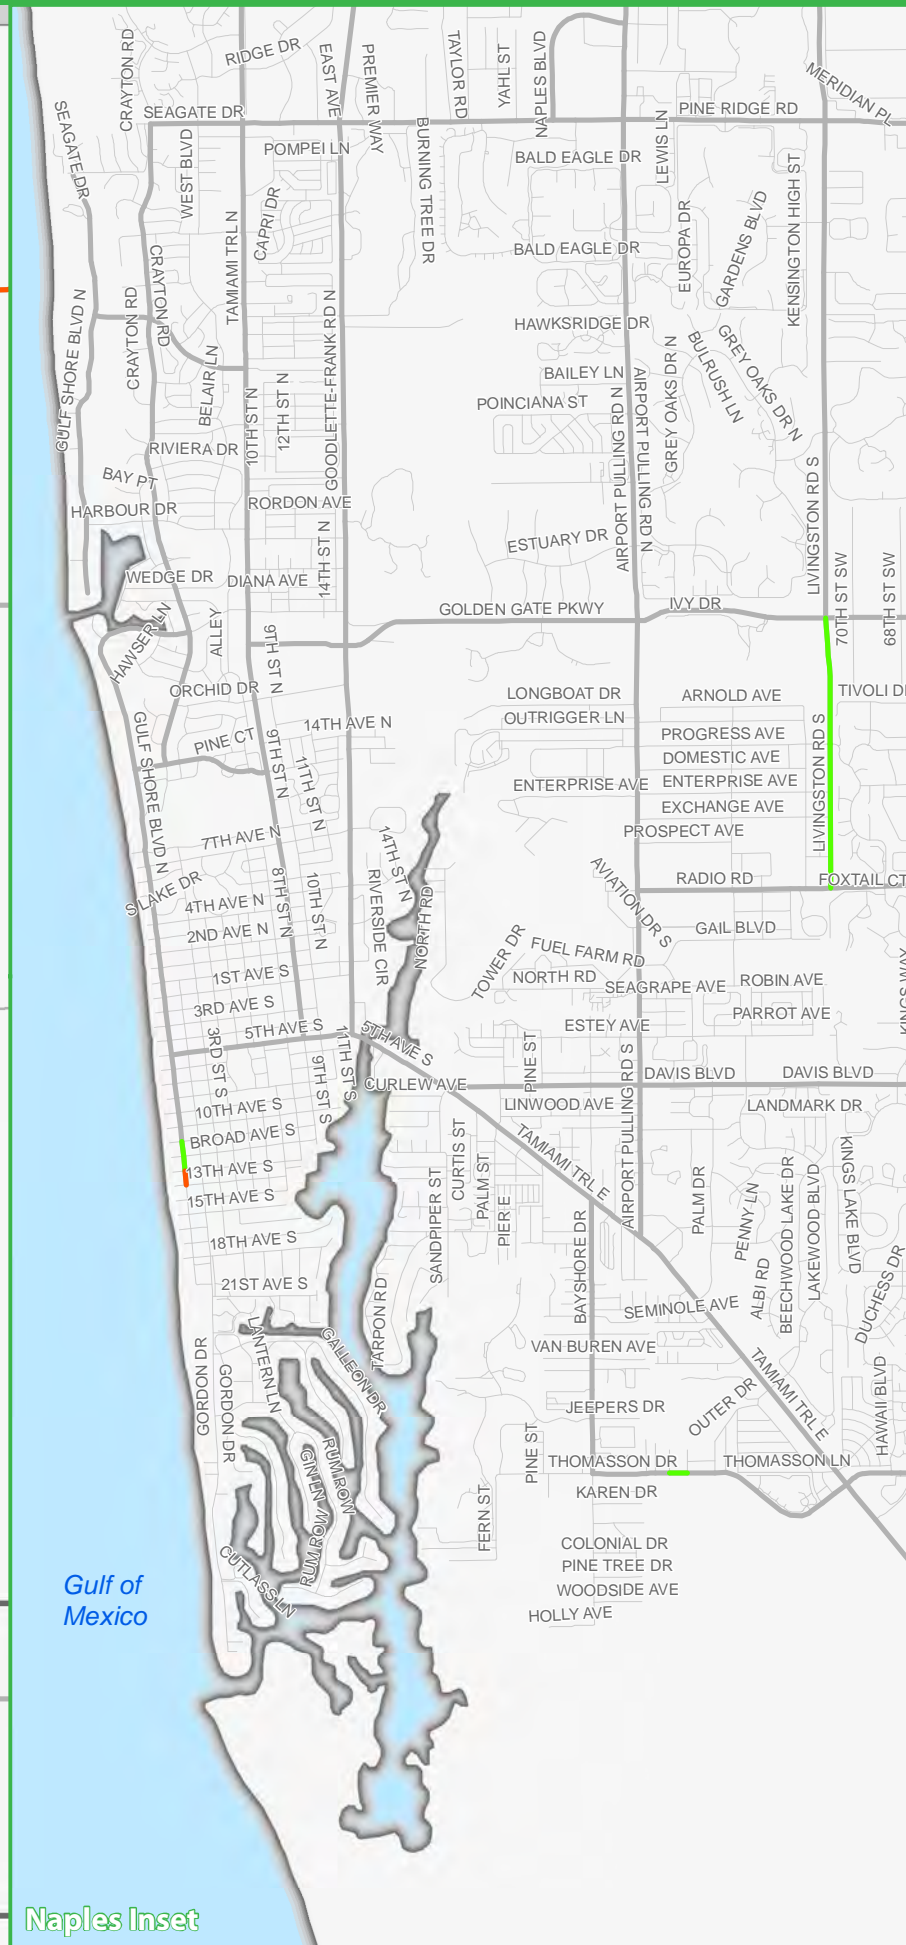 CRAYTON RD
RIDGE DR
EAST AVE
PREMIER WAY
TAYLOR RD
YAHL ST
NAPLES BLVD
MERIDIAN PL
SEAGATE DR
SEAGATE DR
PINE RIDGE RD
WEST BLVD
POMPEI LN
BURNING TREE DR
BALD EAGLE DR
LEWIS LN
KENSINGTON HIGH ST
CAPRI DR
TAMIAMI TRL N
EUROPA DR
GARDENS BLVD
BALD EAGLE DR
CRAYTON RD
CRAYTON RD
GULF SHORE BLVD N
GOODLETTE-FRANK RD N
HAWKSRIDGE DR
GREY OAKS DR N
BULRUSH LN
GREY OAKS DR N
BELAIR LN
10TH ST N
12TH ST N
BAILEY LN
POINCIANA ST
AIRPORT PULLING RD N
AIRPORT PULLING RD N
RIVIERA DR
BAY PT
LIVINGSTON RD S
HARBOUR DR
RORDON AVE
14TH ST N
ESTUARY DR
WEDGE DR
DIANA AVE
70TH ST SW
68TH ST SW
GOLDEN GATE PKWY
IVY DR
HAWSER LN
ALLEY
9TH ST N
ORCHID DR
LONGBOAT DR
ARNOLD AVE
TIVOLI D
OUTRIGGER LN
14TH AVE N
GULF SHORE BLVD N
PINE CT
9TH ST N
11TH ST N
PROGRESS AVE
DOMESTIC AVE
LIVINGSTON RD S
ENTERPRISE AVE
ENTERPRISE AVE
EXCHANGE AVE
7TH AVE N
14TH ST N
PROSPECT AVE
S LAKE DR
8TH ST N
10TH ST N
RIVERSIDE CIR
NORTH RD
AVIATION DR S
RADIO RD
FOXTAIL CT
4TH AVE N
2ND AVE N
GAIL BLVD
TOWER DR
FUEL FARM RD
1ST AVE S
NORTH RD
SEAGRAPE AVE
ROBIN AVE
KINGS WAY
3RD AVE S
PARROT AVE
5TH AVE S
11TH ST S
5TH AVE S
ESTEY AVE
3RD ST S
9TH ST S
PINE ST
AIRPORT PULLING RD S
CURLEW AVE
DAVIS BLVD
DAVIS BLVD
10TH AVE S
LINWOOD AVE
LANDMARK DR
BROAD AVE S
CURTIS ST
TAMIAMI TRL E
KINGS LAKE BLVD
13TH AVE S
15TH AVE S
SANDPIPER ST
PALM ST
PIER E
PALM DR
PENNY LN
BEECHWOOD LAKE DR
LAKEWOOD BLVD
18TH AVE S
BAYSHORE DR
ALBI RD
DUCHESS DR
21ST AVE S
TARPON RD
SEMINOLE AVE
LANTERN LN
GALLEON DR
VAN BUREN AVE
GORDON DR
GORDON DR
TAMIAMI TRL E
HAWAII BLVD
JEEPERS DR
OUTER DR
RUM ROW
GIN LN
PINE ST
THOMASSON DR
THOMASSON LN
FERN ST
KAREN DR
RUM ROW
CUTLASS LN
COLONIAL DR
PINE TREE DR
Gulf of
Mexico
WOODSIDE AVE
HOLLY AVE
Naples Inset